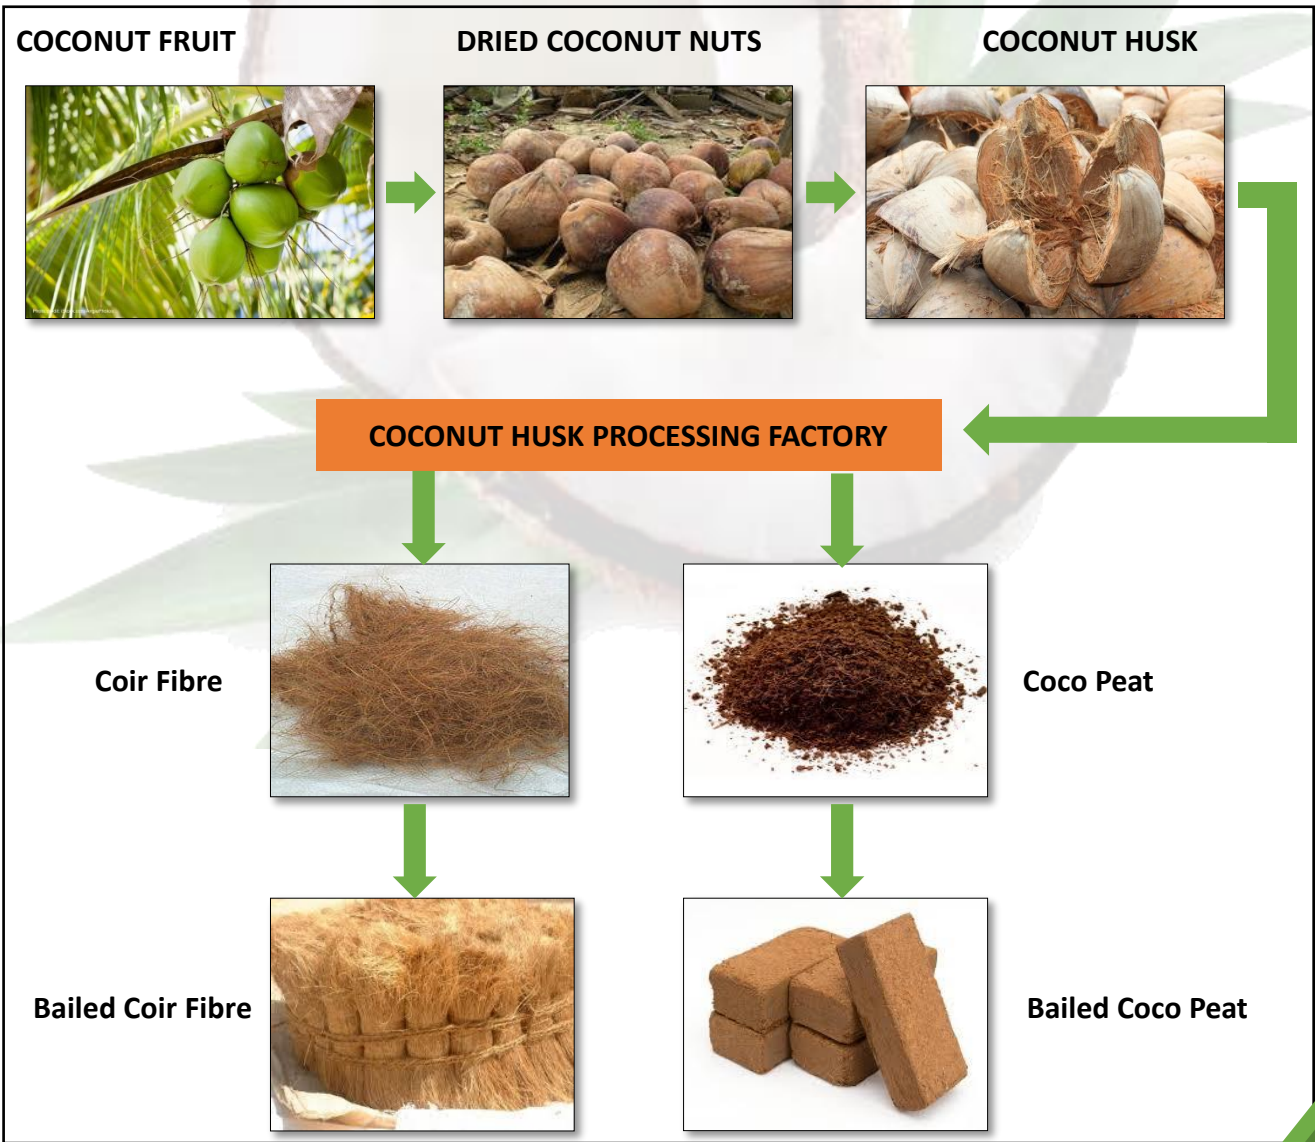 COCONUT FRUIT
DRIED COCONUT NUTS
COCONUT HUSK
COCONUT HUSK PROCESSING FACTORY
Coir Fibre
Coco Peat
Bailed Coir Fibre
Bailed Coco Peat